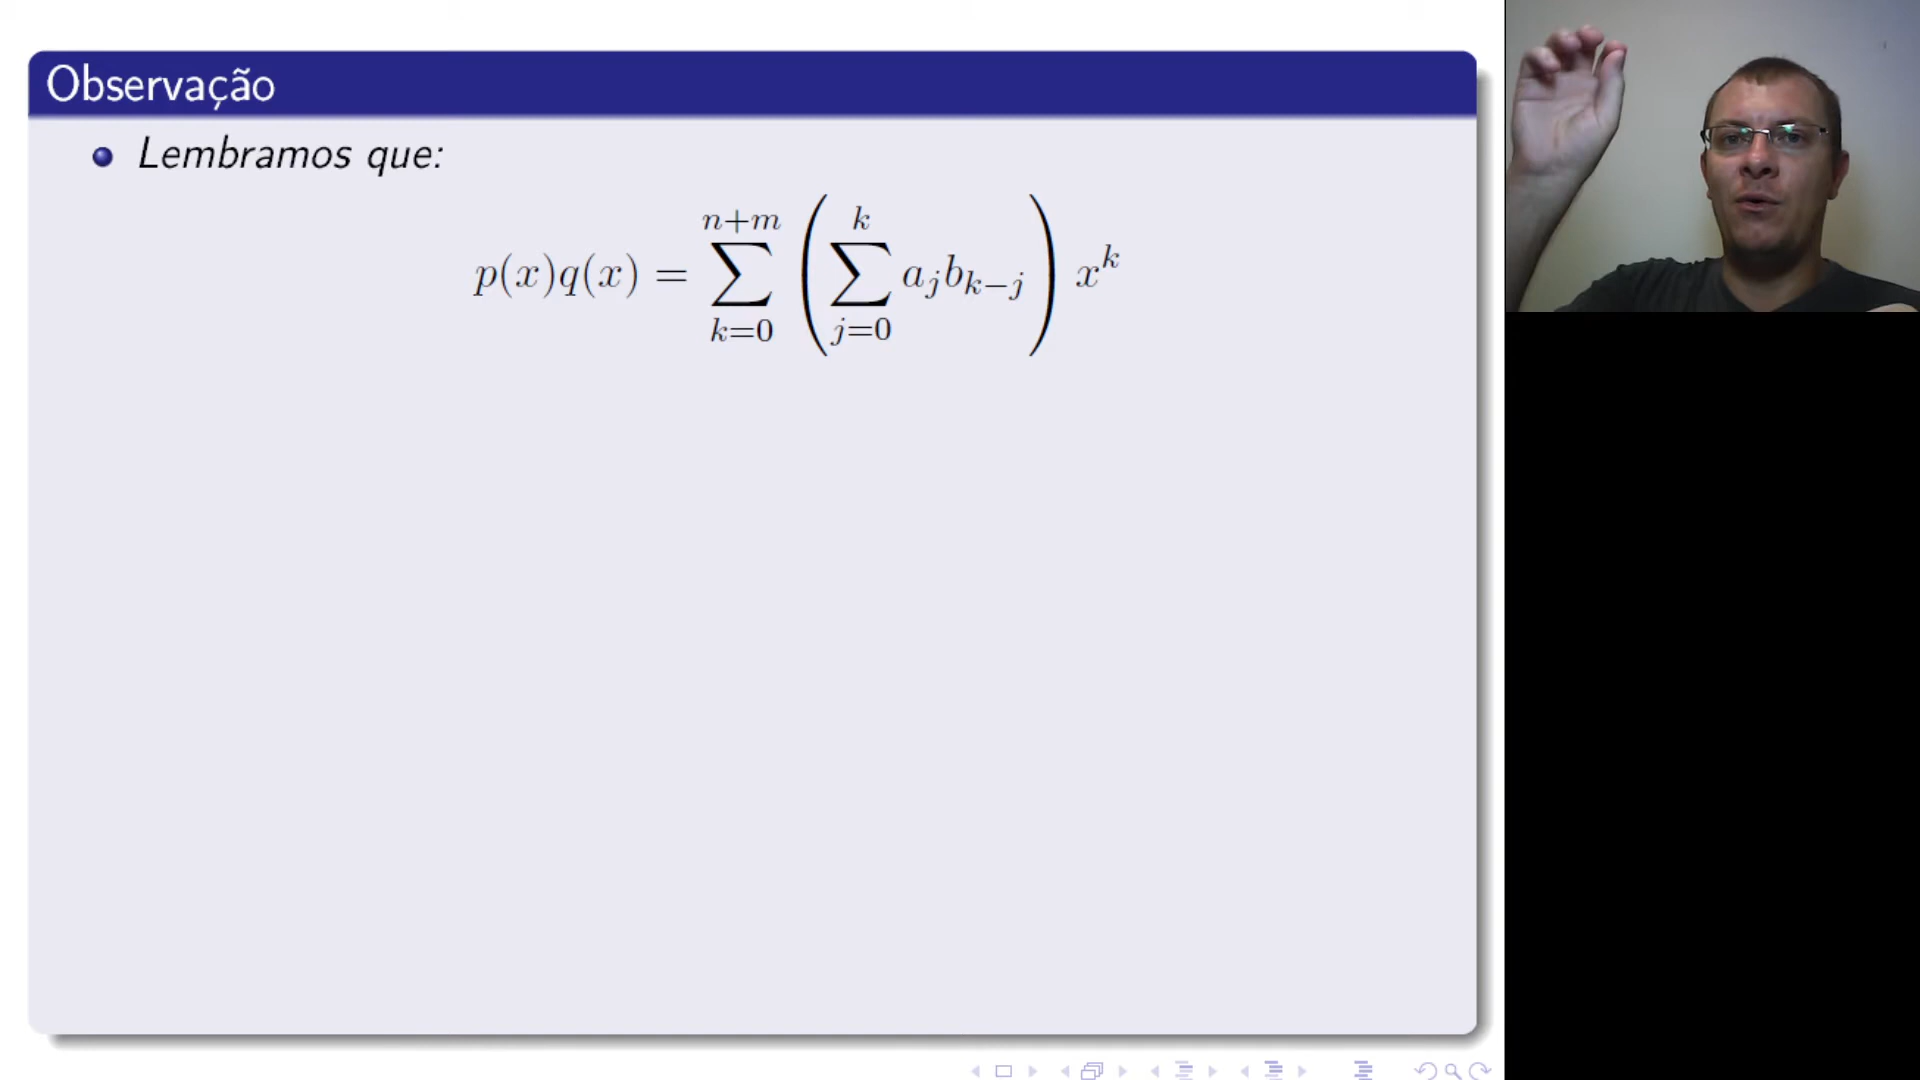 Observação
Lembramos que:
p(x)q(x) = \sum_{k=0}^{n+m} \left( \sum_{j=0}^{k} a_j b_{k-j} \right) x^k